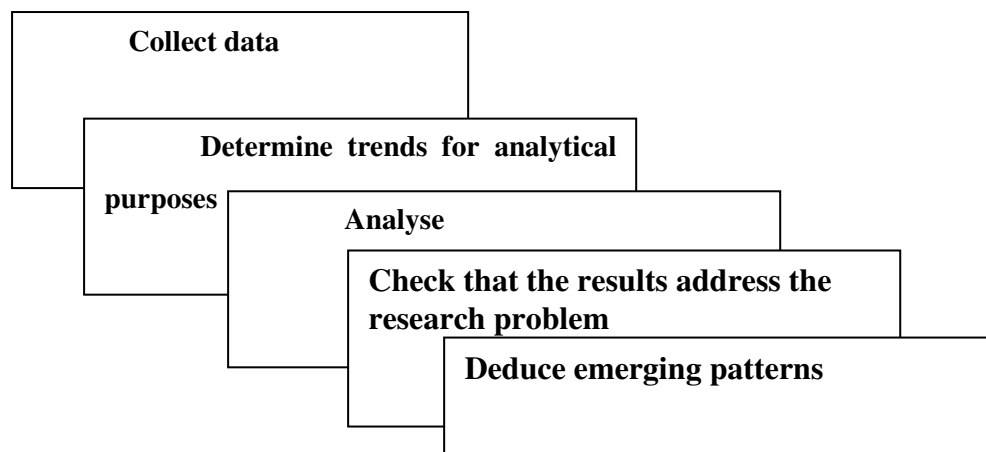 Collect data
Determine trends for analytical
purposes
Analyse
Check that the results address the
research problem
Deduce emerging patterns